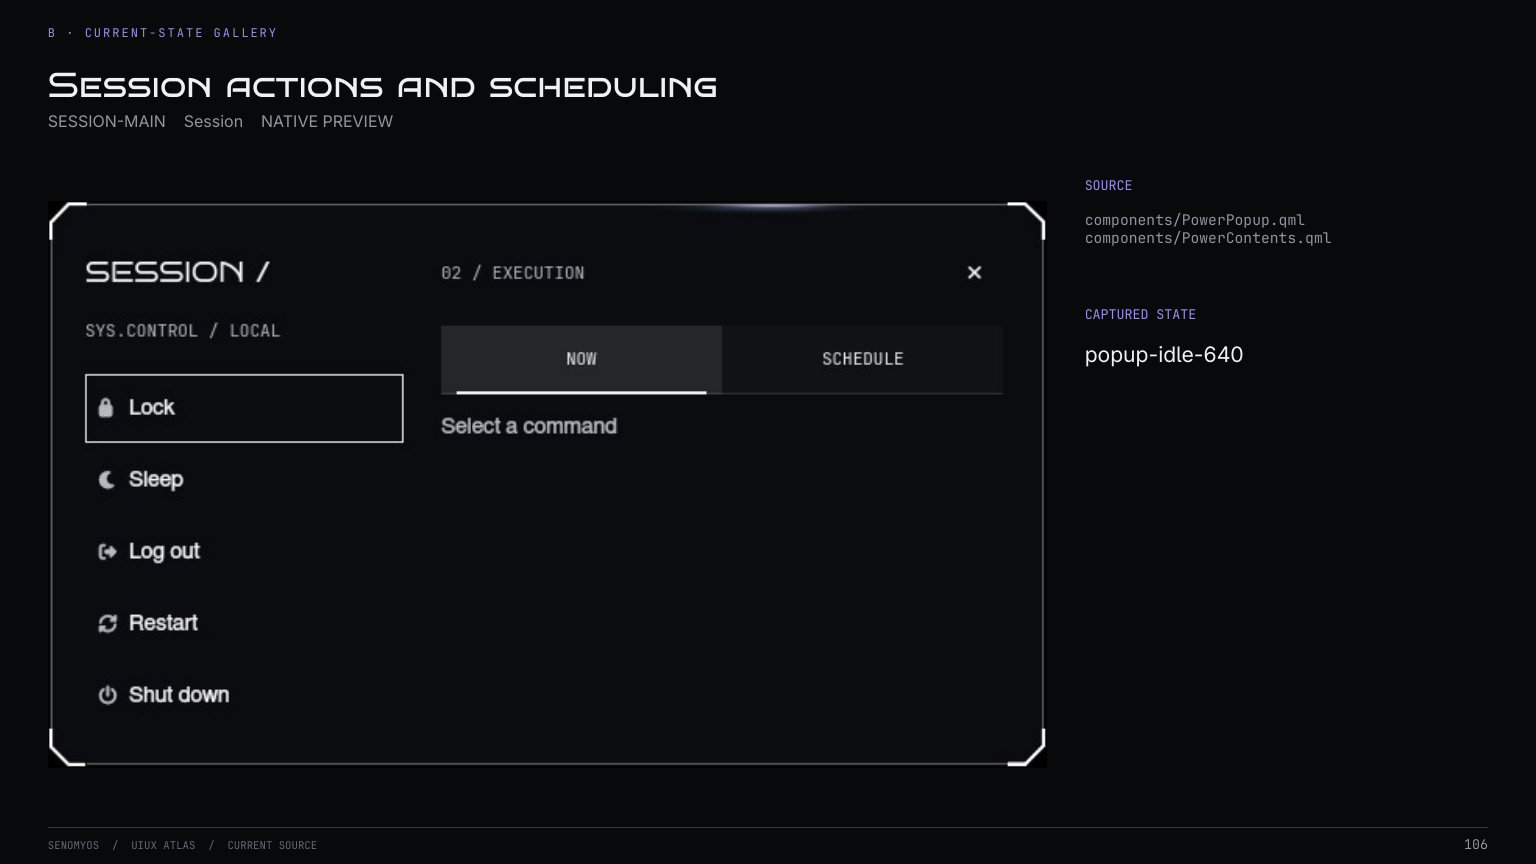 B · CURRENT-STATE GALLERY
Session actions and scheduling
SESSION-MAIN Session NATIVE PREVIEW
SESSION /
SYS.CONTROL / LOCAL
Lock
Sleep
Log out
Restart
Shut down
02 / EXECUTION
NOW SCHEDULE
Select a command
SOURCE
components/PowerPopup.qml
components/PowerContents.qml
CAPTURED STATE
popup-idle-640
SENOMYOS / UIUX ATLAS / CURRENT SOURCE
106